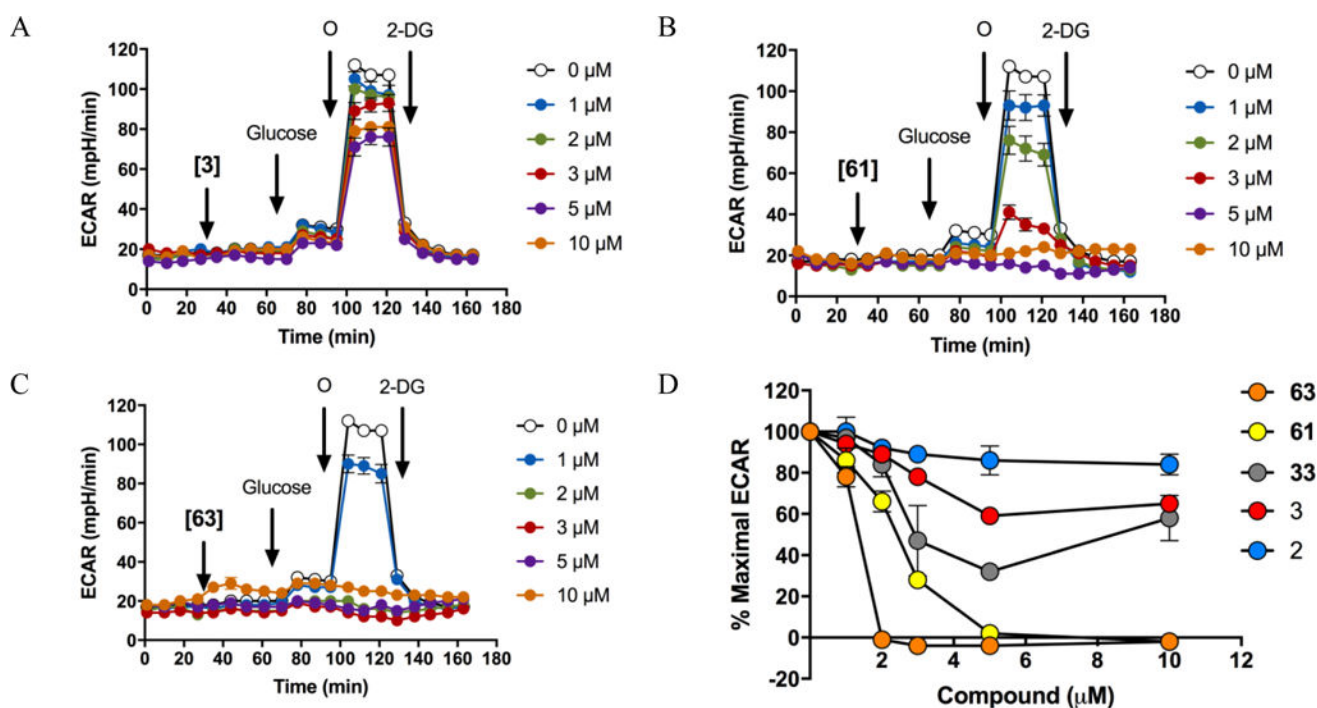 A
O
2-DG
[3]
Glucose
ECAR (mpH/min)
120
100
80
60
40
20
0
0 20 40 60 80 100 120 140 160 180
Time (min)
0 µM
1 µM
2 µM
3 µM
5 µM
10 µM
B
O
2-DG
[61]
Glucose
ECAR (mpH/min)
120
100
80
60
40
20
0
0 20 40 60 80 100 120 140 160 180
Time (min)
0 µM
1 µM
2 µM
3 µM
5 µM
10 µM
C
O
2-DG
[63]
Glucose
ECAR (mpH/min)
120
100
80
60
40
20
0
0 20 40 60 80 100 120 140 160 180
Time (min)
0 µM
1 µM
2 µM
3 µM
5 µM
10 µM
D
% Maximal ECAR
120
100
80
60
40
20
0
-20
2 4 6 8 10 12
Compound (µM)
63
61
33
3
2